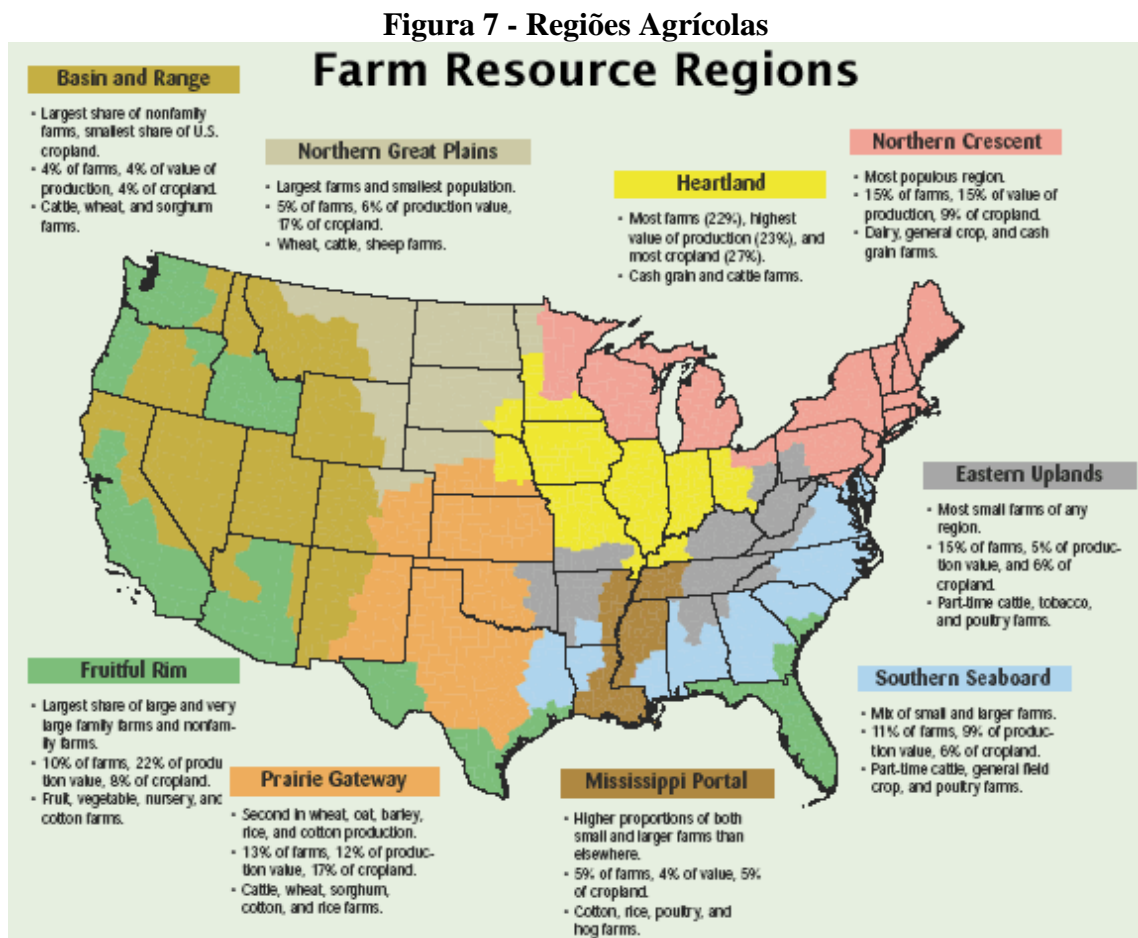 Figura 7 - Regiões Agrícolas
Farm Resource Regions
Basin and Range
- Largest share of nonfamily
farms, smallest share of U.S.
cropland.
- 4% of farms, 4% of value of
production, 4% of cropland.
- Cattle, wheat, and sorghum
farms.
Northern Great Plains
- Largest farms and smallest population.
- 5% of farms, 6% of production value,
17% of cropland.
- Wheat, cattle, sheep farms.
Heartland
- Most farms (22%), highest
value of production (23%), and
most cropland (27%).
- Cash grain and cattle farms.
Northern Crescent
- Most populous region.
- 15% of farms, 15% of value of
production, 9% of cropland.
- Dairy, general crop, and cash
grain farms.
Eastern Uplands
- Most small farms of any
region.
- 15% of farms, 5% of produc-
tion value, and 6% of
cropland.
- Part-time cattle, tobacco,
and poultry farms.
Fruitful Rim
- Largest share of large and very
large family farms and nonfam-
ily farms.
- 10% of farms, 22% of produ
tion value, 8% of cropland.
- Fruit, vegetable, nursery, and
cotton farms.
Southern Seaboard
- Mix of small and larger farms.
- 11% of farms, 9% of produc-
tion value, 6% of cropland.
- Part-time cattle, general field
crop, and poultry farms.
Prairie Gateway
- Second in wheat, oat, barley,
rice, and cotton production.
- 13% of farms, 12% of produc-
tion value, 17% of cropland.
- Cattle, wheat, sorghum,
cotton, and rice farms.
Mississippi Portal
- Higher proportions of both
small and larger farms than
elsewhere.
- 5% of farms, 4% of value, 5%
of cropland.
- Cotton, rice, poultry, and
hog farms.